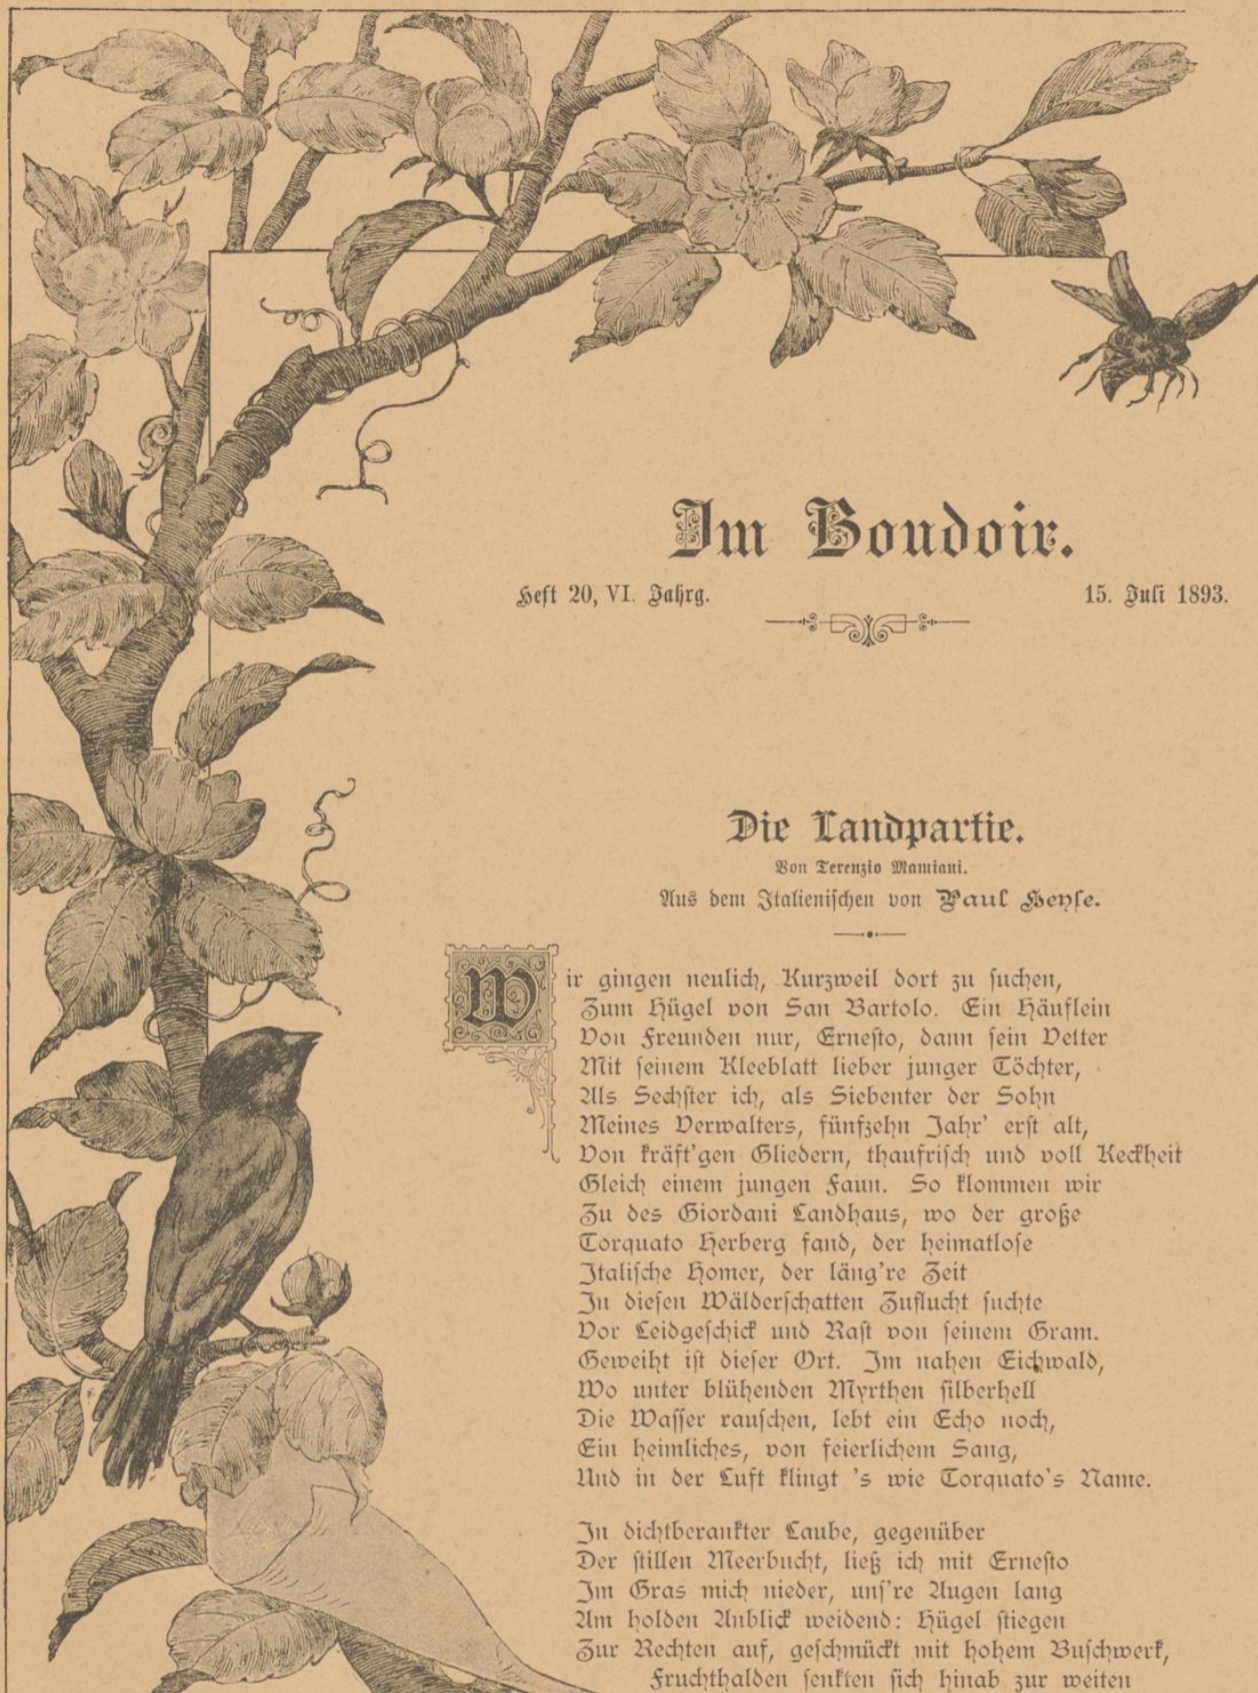 Im Boudoir.
Heft 20, VI. Jahrg. 15. Juli 1893.
Die Landpartie.
Von Terenzio Mamiani.
Aus dem Italienischen von Paul Heyse.
Wir gingen neulich, Kurzweil dort zu suchen,
Zum Hügel von San Bartolo. Ein Häuflein
Von Freunden nur, Ernesto, dann sein Vetter
Mit seinem Kleeblatt lieber junger Töchter,
Als Sechster ich, als Siebenter der Sohn
Meines Verwalters, fünfzehn Jahr' erst alt,
Von kräft'gen Gliedern, thaufrisch und voll Keckheit
Gleich einem jungen Faun. So klommen wir
Zu des Giordani Landhaus, wo der große
Torquato Herberg fand, der heimatlose
Italische Homer, der läng're Zeit
In diesen Wälderschatten Zuflucht suchte
Vor Leidgeschick und Rast von seinem Gram.
Geweiht ist dieser Ort. Im nahen Eichwald,
Wo unter blühenden Myrthen silberhell
Die Wasser rauschen, lebt ein Echo noch,
Ein heimliches, von feierlichem Sang,
Und in der Luft klingt 's wie Torquato's Name.
In dichtberankter Laube, gegenüber
Der stillen Meerbucht, ließ ich mit Ernesto
Im Gras mich nieder, uns're Augen lang
Am holden Anblick weidend: Hügel stiegen
Zur Rechten auf, geschmückt mit hohem Buschwerk,
Fruchthalden senkten sich hinab zur weiten